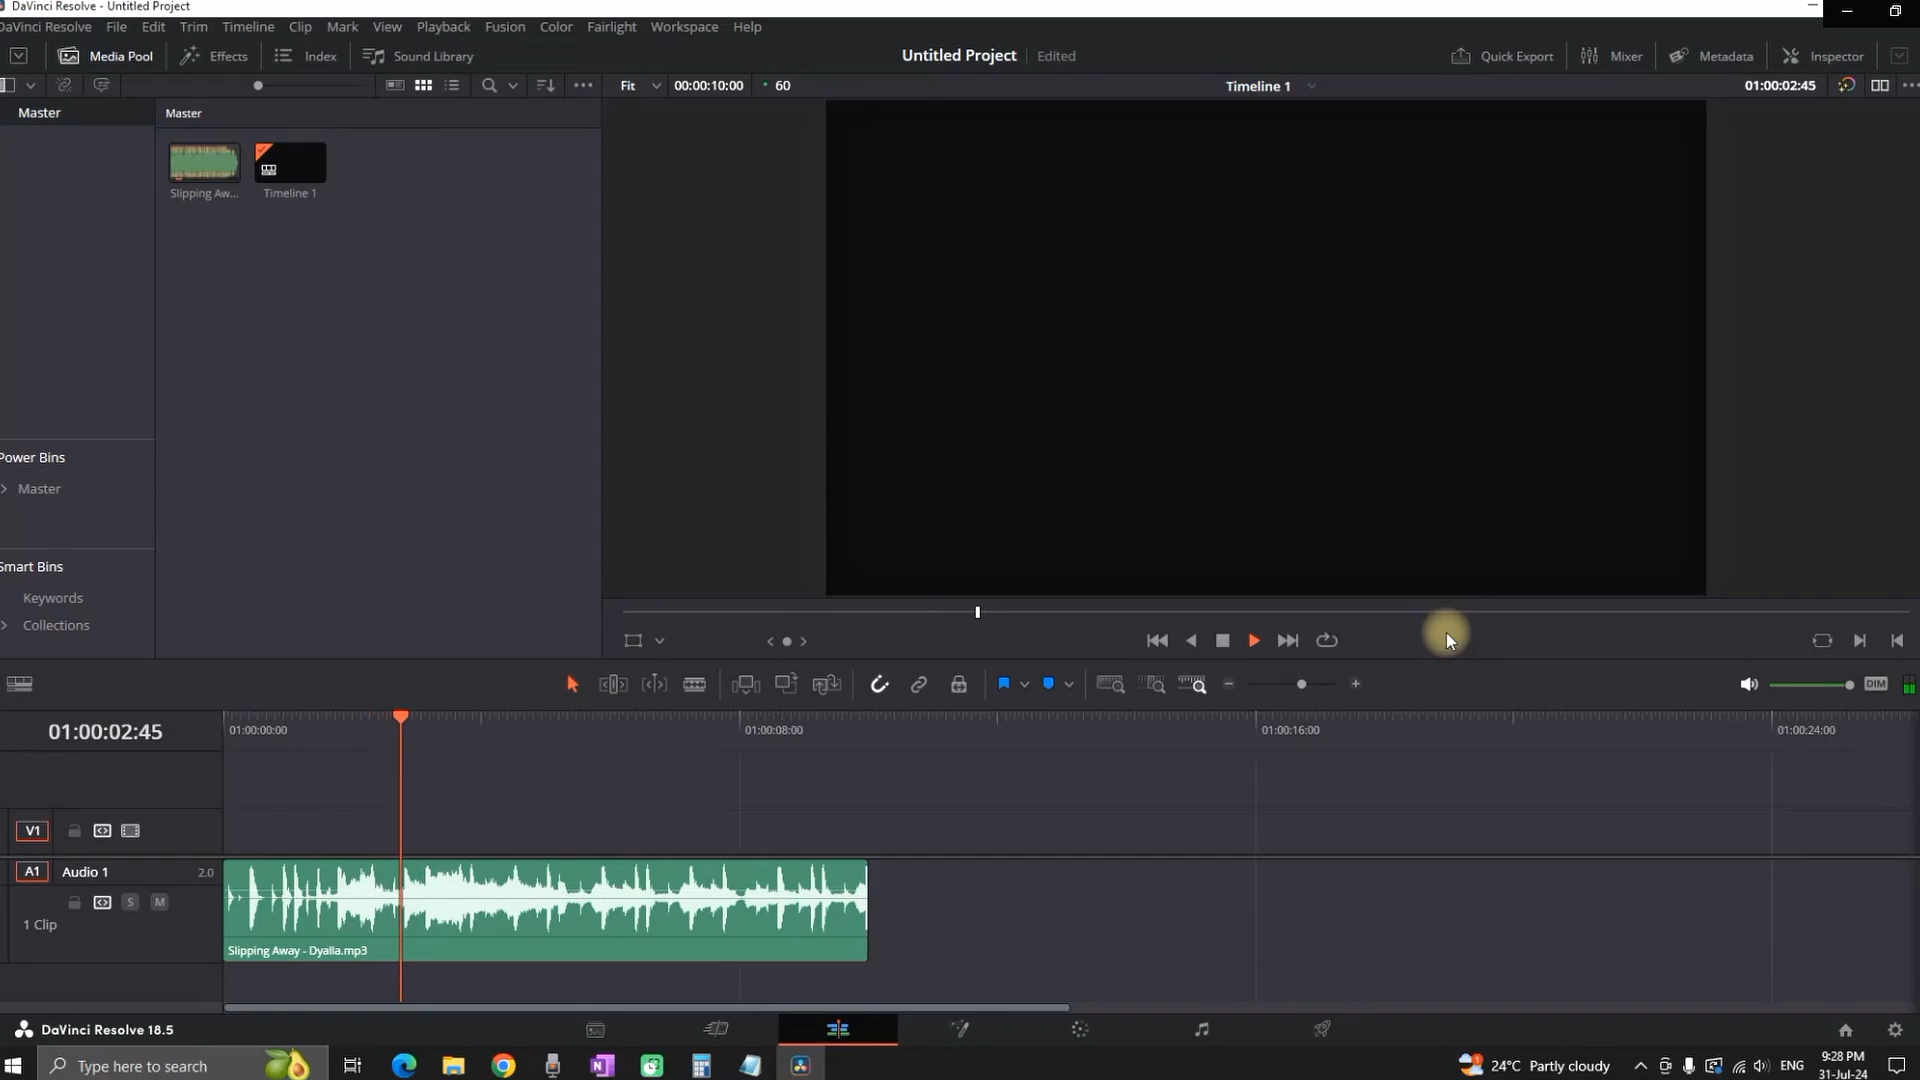 DaVinci Resolve - Untitled Project
DaVinci Resolve File Edit Trim Timeline Clip Mark View Playback Fusion Color Fairlight Workspace Help
Media Pool Effects Index Sound Library Untitled Project Edited Quick Export Mixer Metadata Inspector
Fit 00:00:10:00 60 Timeline 1 01:00:02:45
Master Master
Slipping Aw... Timeline 1
Power Bins
Master
Smart Bins
Keywords
Collections
DIM
01:00:02:45 01:00:00:00 01:00:08:00 01:00:16:00 01:00:24:00
V1
A1 Audio 1 2.0
S M
1 Clip
Slipping Away - Dyalla.mp3
DaVinci Resolve 18.5
Type here to search 24°C Partly cloudy ENG 9:28 PM
31-Jul-24